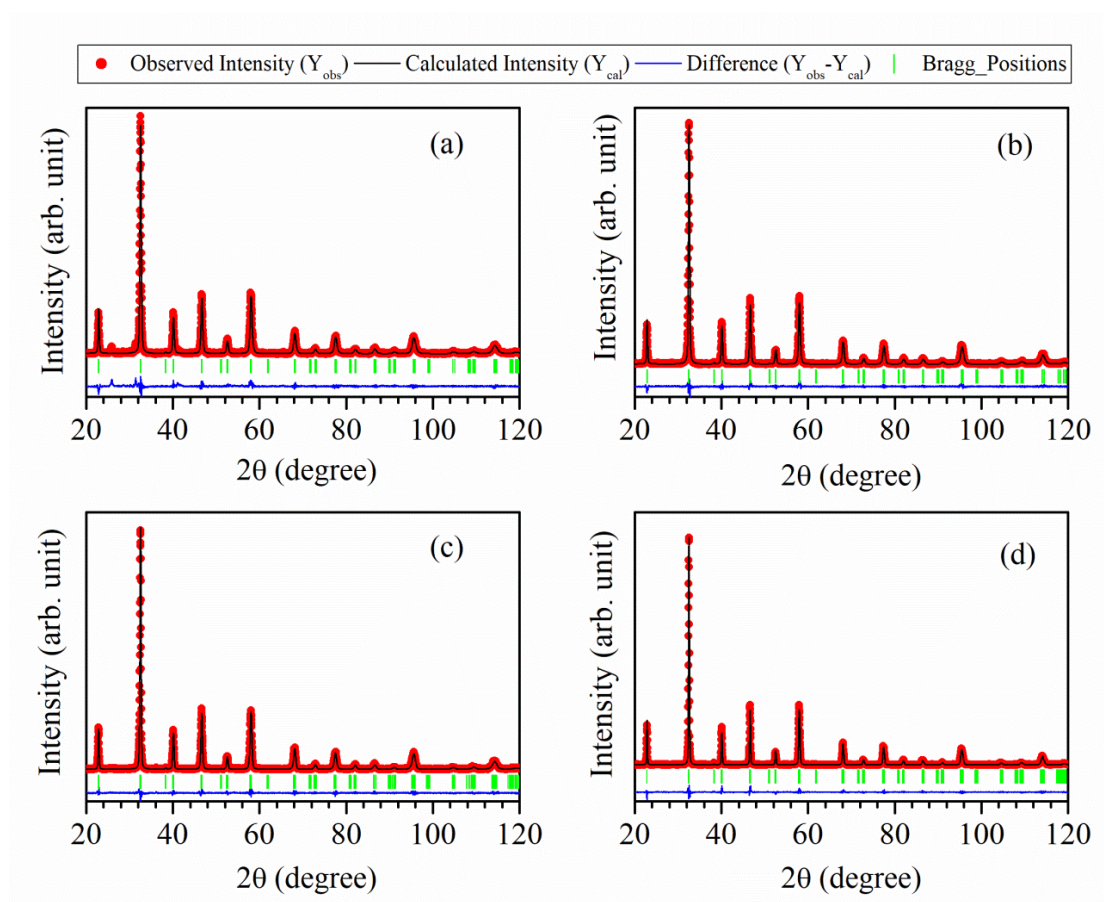 Observed Intensity (Yobs) Calculated Intensity (Ycal) Difference (Yobs-Ycal) Bragg_Positions
(a)
Intensity (arb. unit)
20 40 60 80 100 120
2θ (degree)
(b)
Intensity (arb. unit)
20 40 60 80 100 120
2θ (degree)
(c)
Intensity (arb. unit)
20 40 60 80 100 120
2θ (degree)
(d)
Intensity (arb. unit)
20 40 60 80 100 120
2θ (degree)